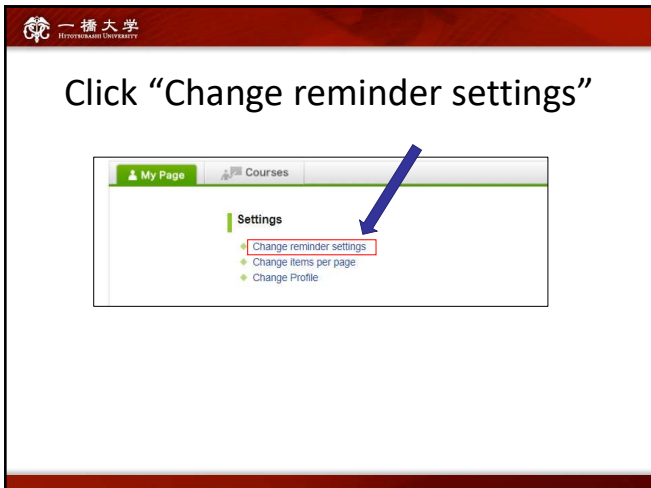 一橋大学
HITOTSUBASHI UNIVERSITY
Click “Change reminder settings”
My Page
Courses
Settings
Change reminder settings
Change items per page
Change Profile